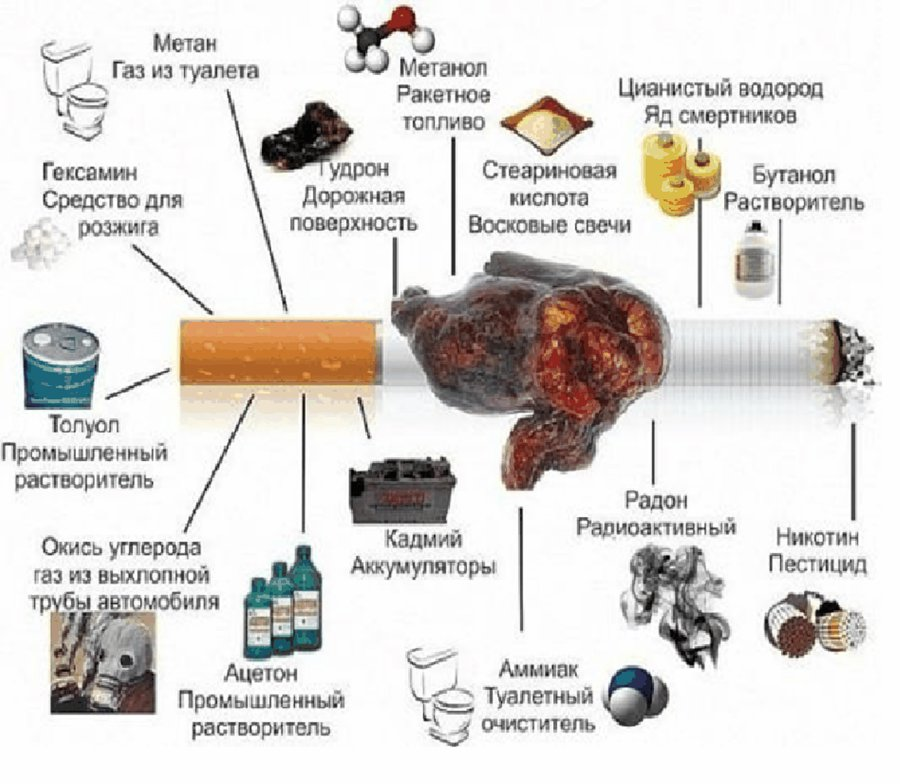 Метан
Газ из туалета
Метанол
Ракетное
топливо
Цианистый водород
Яд смертников
Гексамин
Средство для
розжига
Гудрон
Дорожная
поверхность
Стеариновая
кислота
Восковые свечи
Бутанол
Растворитель
Толуол
Промышленный
растворитель
Окись углерода
газ из выхлопной
трубы автомобиля
Кадмий
Аккумуляторы
Радон
Радиоактивный
Никотин
Пестицид
Ацетон
Промышленный
растворитель
Аммиак
Туалетный
очиститель